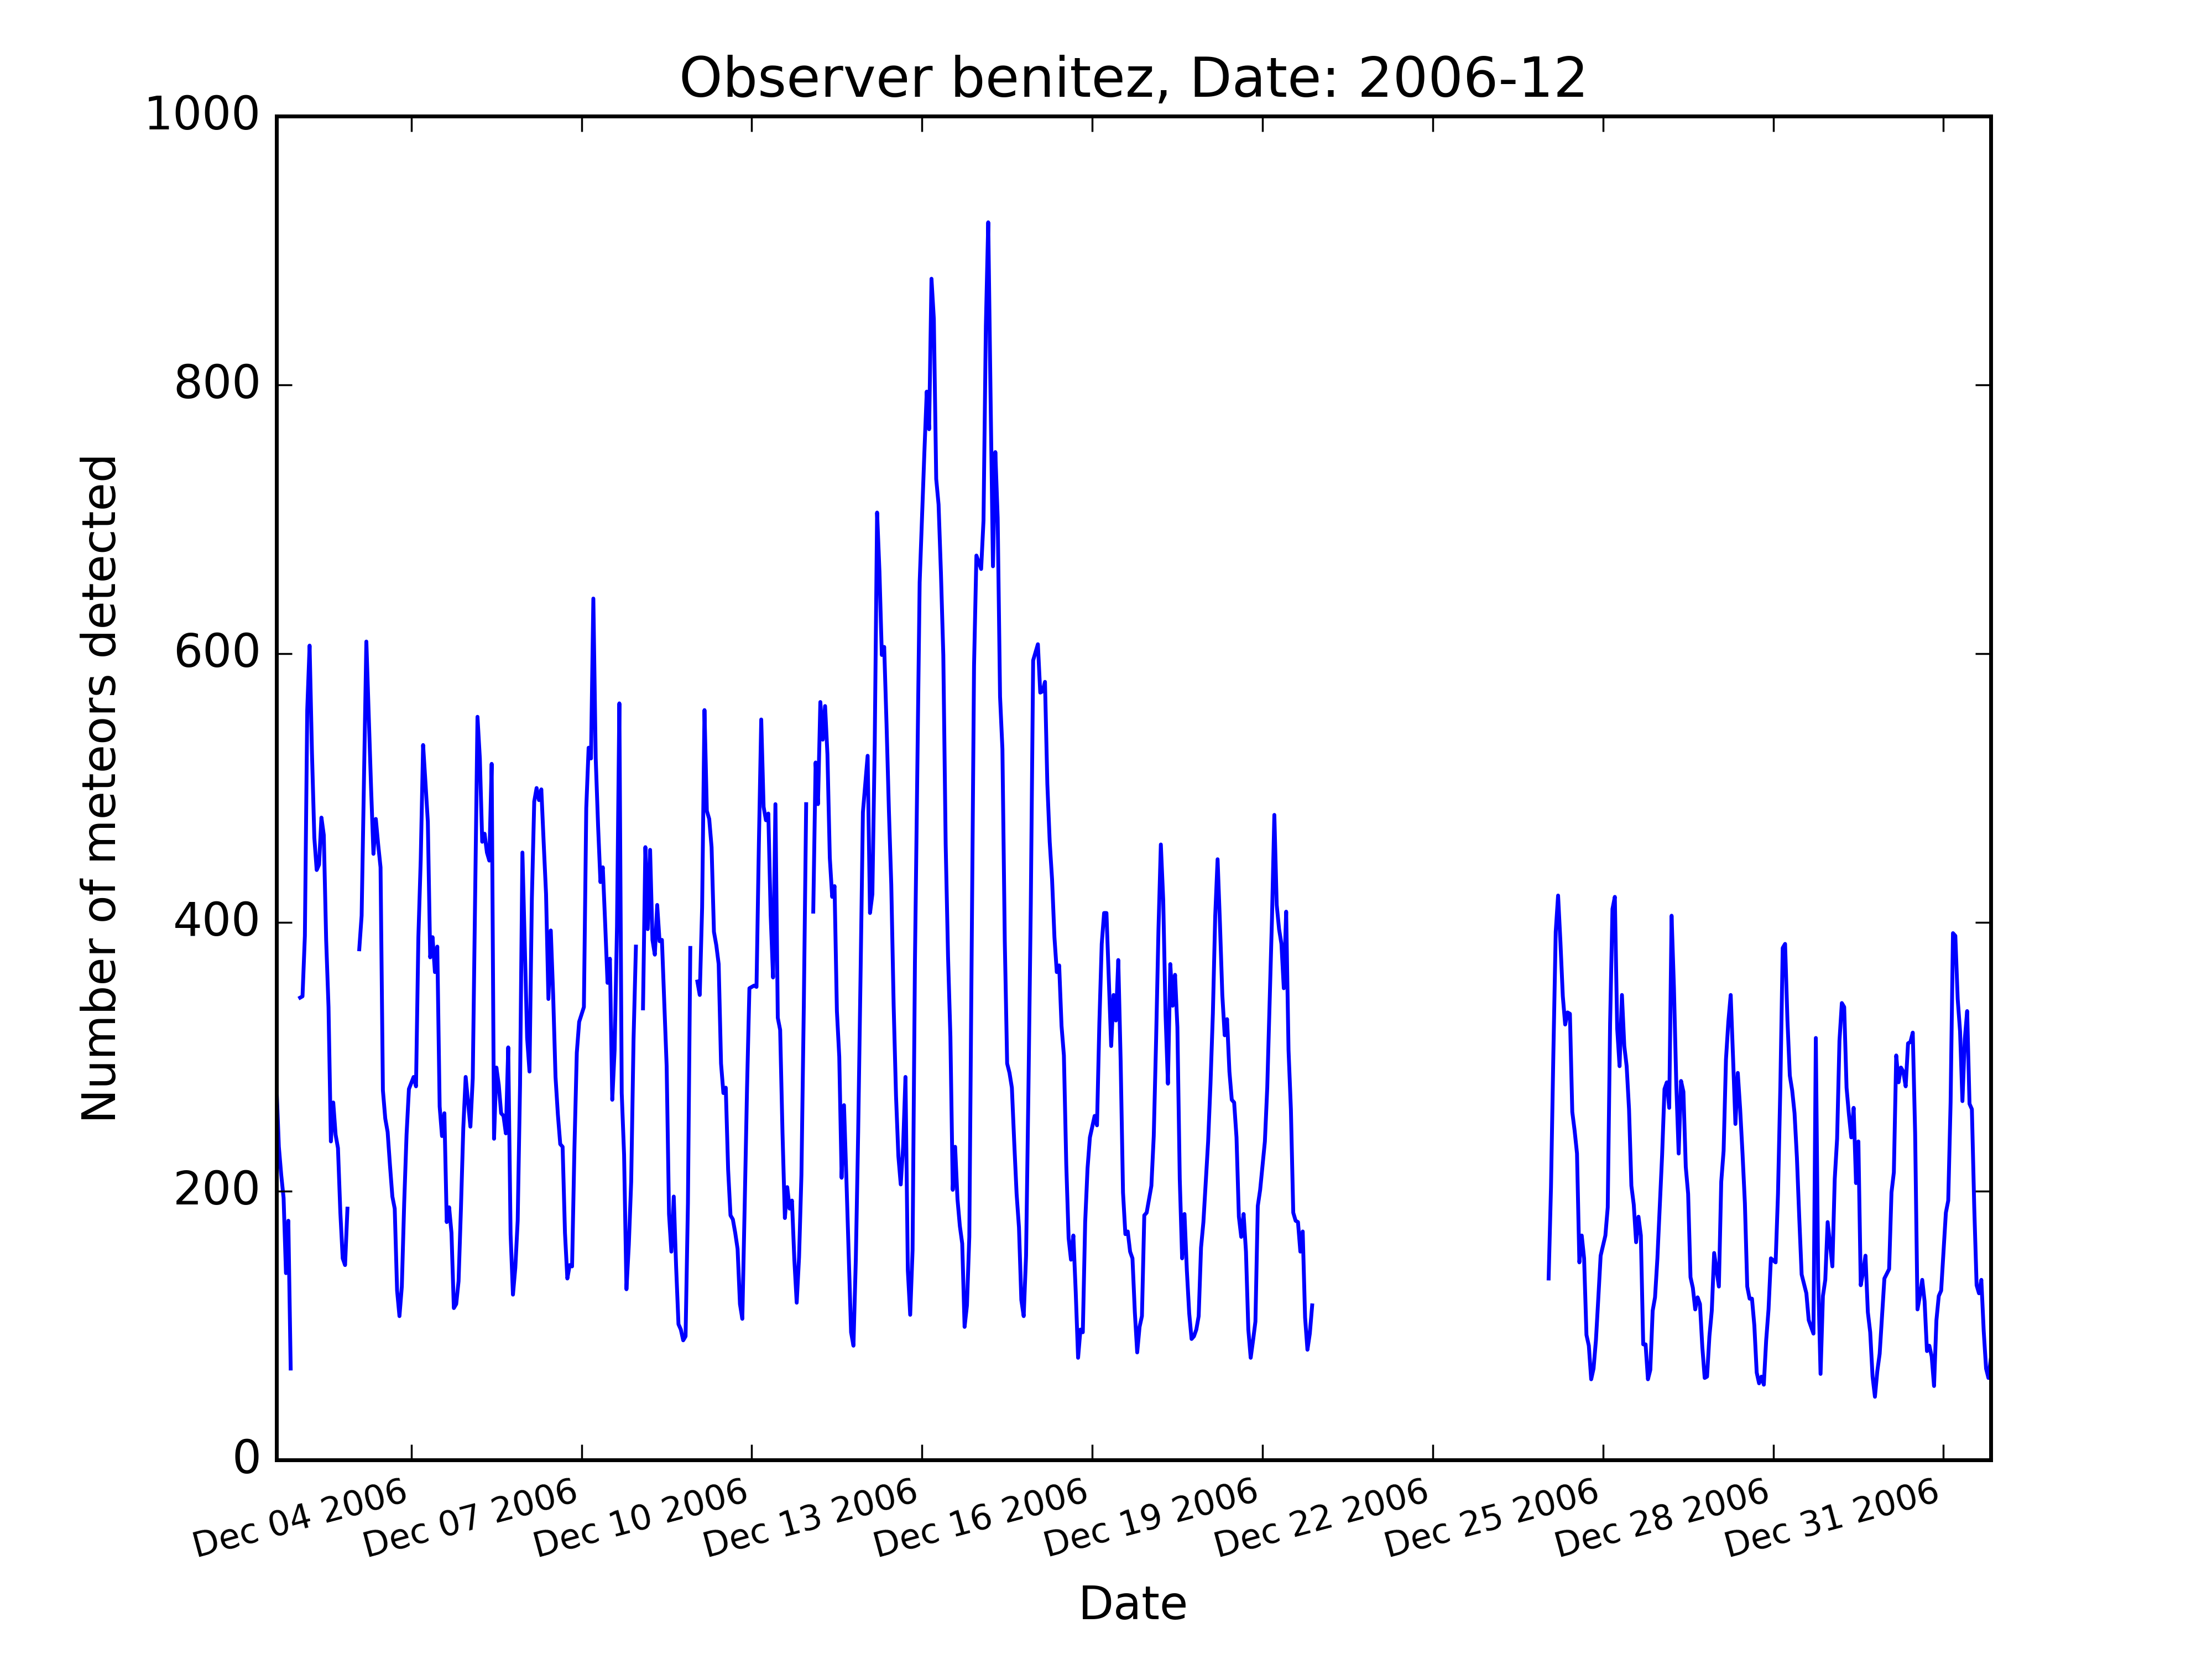 Observer benitez, Date: 2006-12
1000
800
600
400
200
0
Number of meteors detected
Dec 04 2006
Dec 07 2006
Dec 10 2006
Dec 13 2006
Dec 16 2006
Dec 19 2006
Dec 22 2006
Dec 25 2006
Dec 28 2006
Dec 31 2006
Date